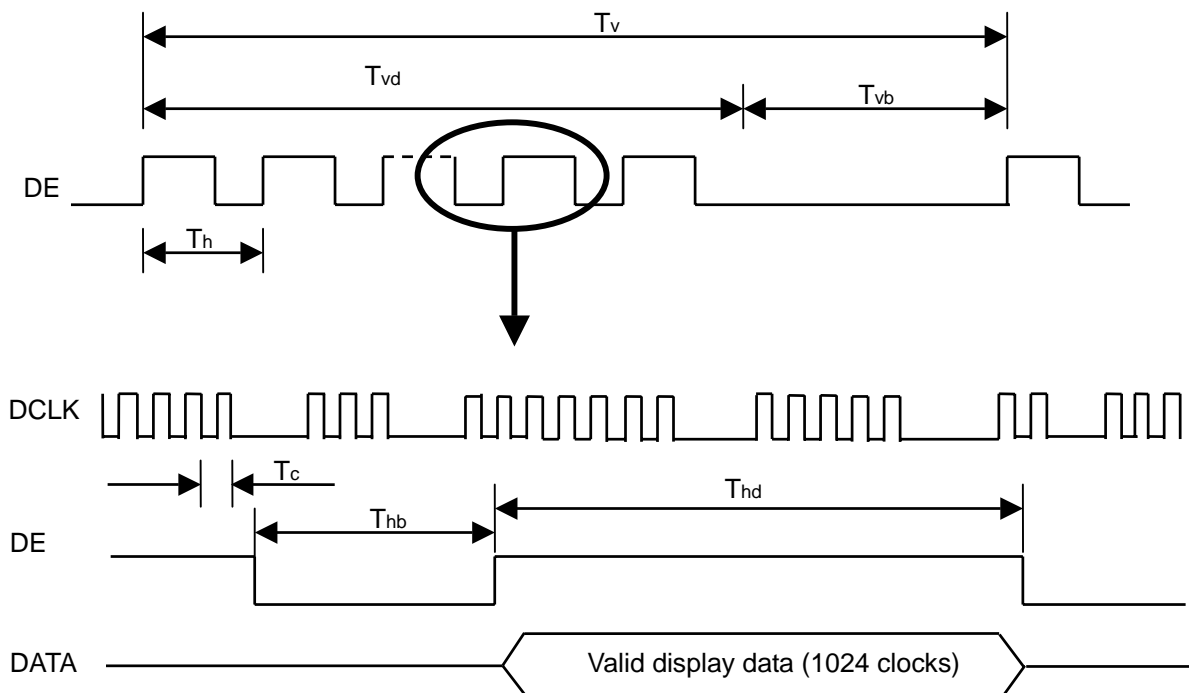 Tv
Tvd
Tvb
DE
Th
DCLK
Tc
Thd
Thb
DE
DATA
Valid display data (1024 clocks)